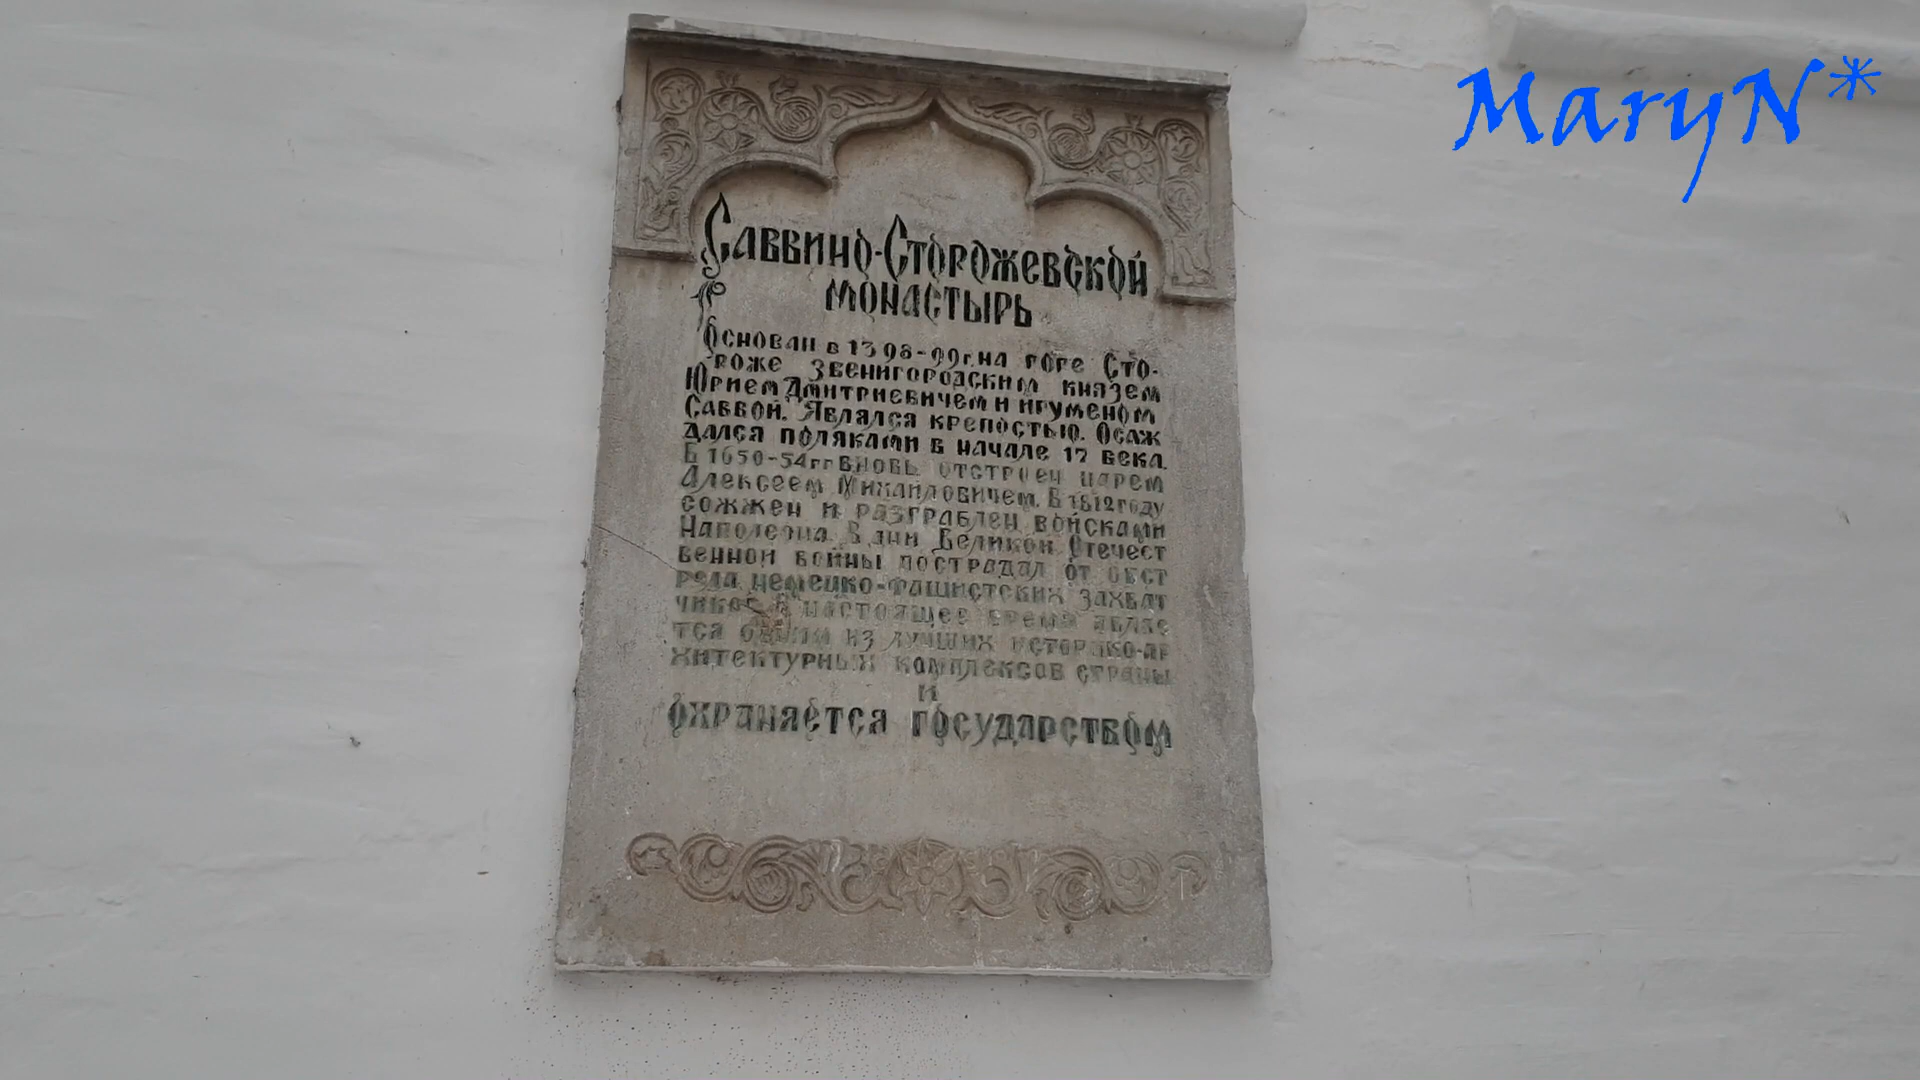 MaryN*
Саввино-Сторожевской
монастырь
Основан в 1398-99г. на горе Сто-
роже звенигородским князем
Юрием Дмитриевичем и игуменом
Саввой. Являлся крепостью. Осаж
дался поляками в начале 17 века.
В 1650-54гг вновь отстроен царем
Алексеем Михайловичем. В 1812 году
сожжен и разграблен войсками
Наполеона. В дни Великой Отечест
венной войны пострадал от обст
рела немецко-фашистских захват
чиков В настоящее время являе
тся одним из лучших историко-ар
хитектурных комплексов страны
и
охраняется государством